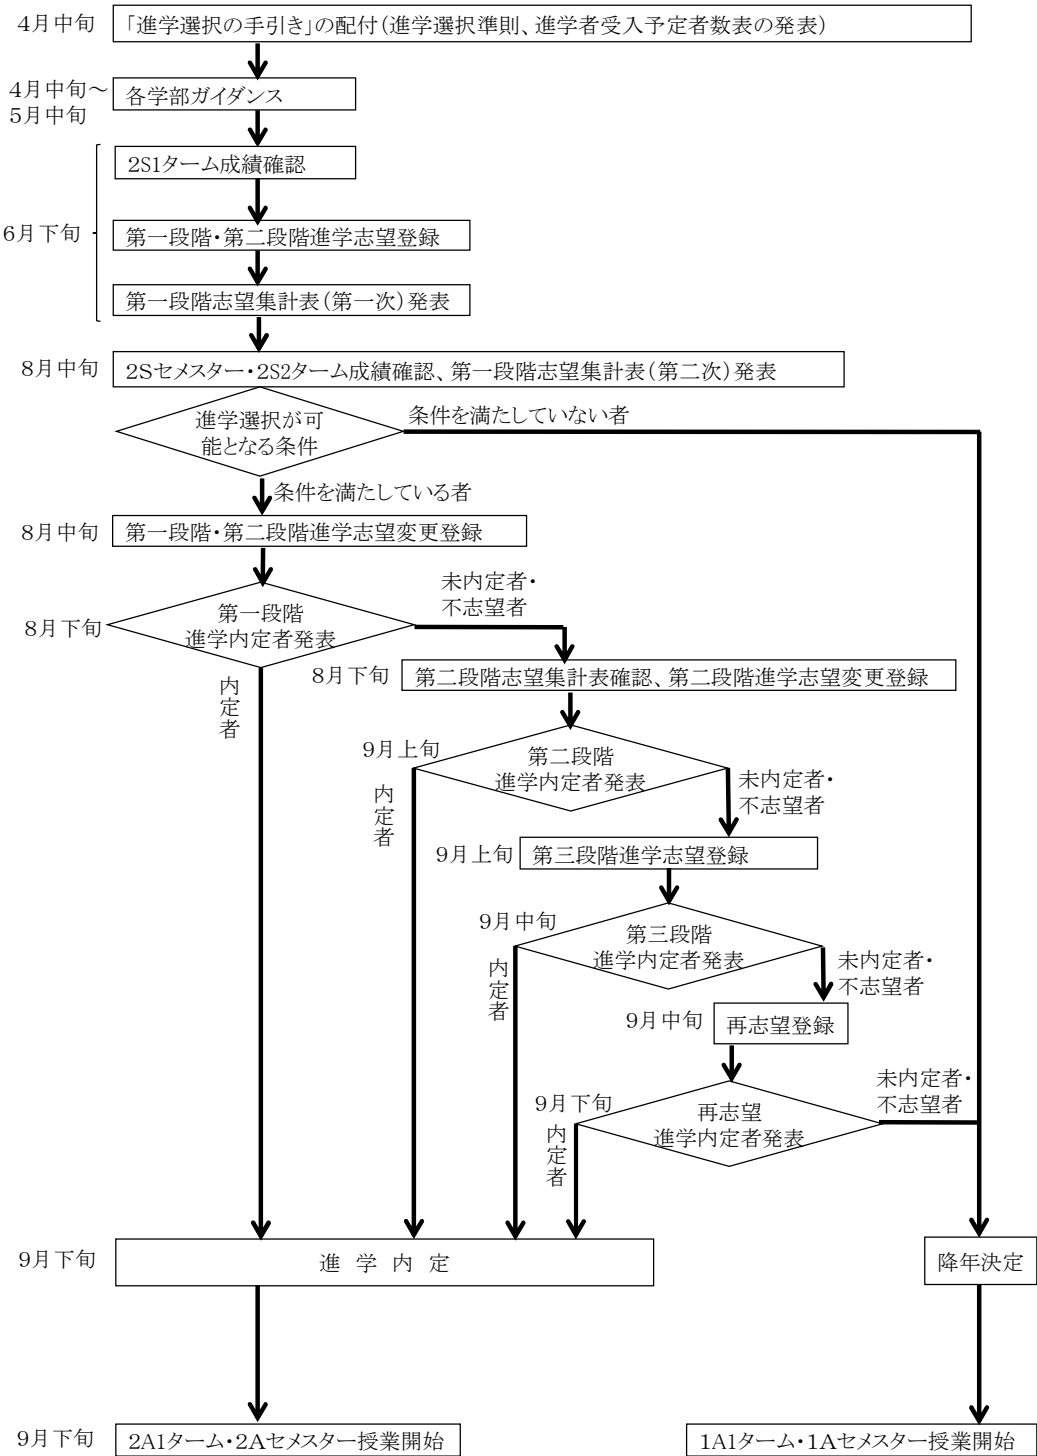 4月中旬
「進学選択の手引き」の配付(進学選択準則、進学者受入予定者数表の発表)
4月中旬～
5月中旬
各学部ガイダンス
2S1ターム成績確認
6月下旬
第一段階・第二段階進学志望登録
第一段階志望集計表(第一次)発表
8月中旬
2Sセメスター・2S2ターム成績確認、第一段階志望集計表(第二次)発表
進学選択が可
能となる条件
条件を満たしていない者
条件を満たしている者
8月中旬
第一段階・第二段階進学志望変更登録
8月下旬
第一段階
進学内定者発表
未内定者・
不志望者
内定者
8月下旬
第二段階志望集計表確認、第二段階進学志望変更登録
9月上旬
第二段階
進学内定者発表
未内定者・
不志望者
内定者
9月上旬
第三段階進学志望登録
9月中旬
第三段階
進学内定者発表
未内定者・
不志望者
内定者
9月中旬
再志望登録
9月下旬
再志望
進学内定者発表
未内定者・
不志望者
内定者
9月下旬
進 学 内 定
降年決定
9月下旬
2A1ターム・2Aセメスター授業開始
1A1ターム・1Aセメスター授業開始